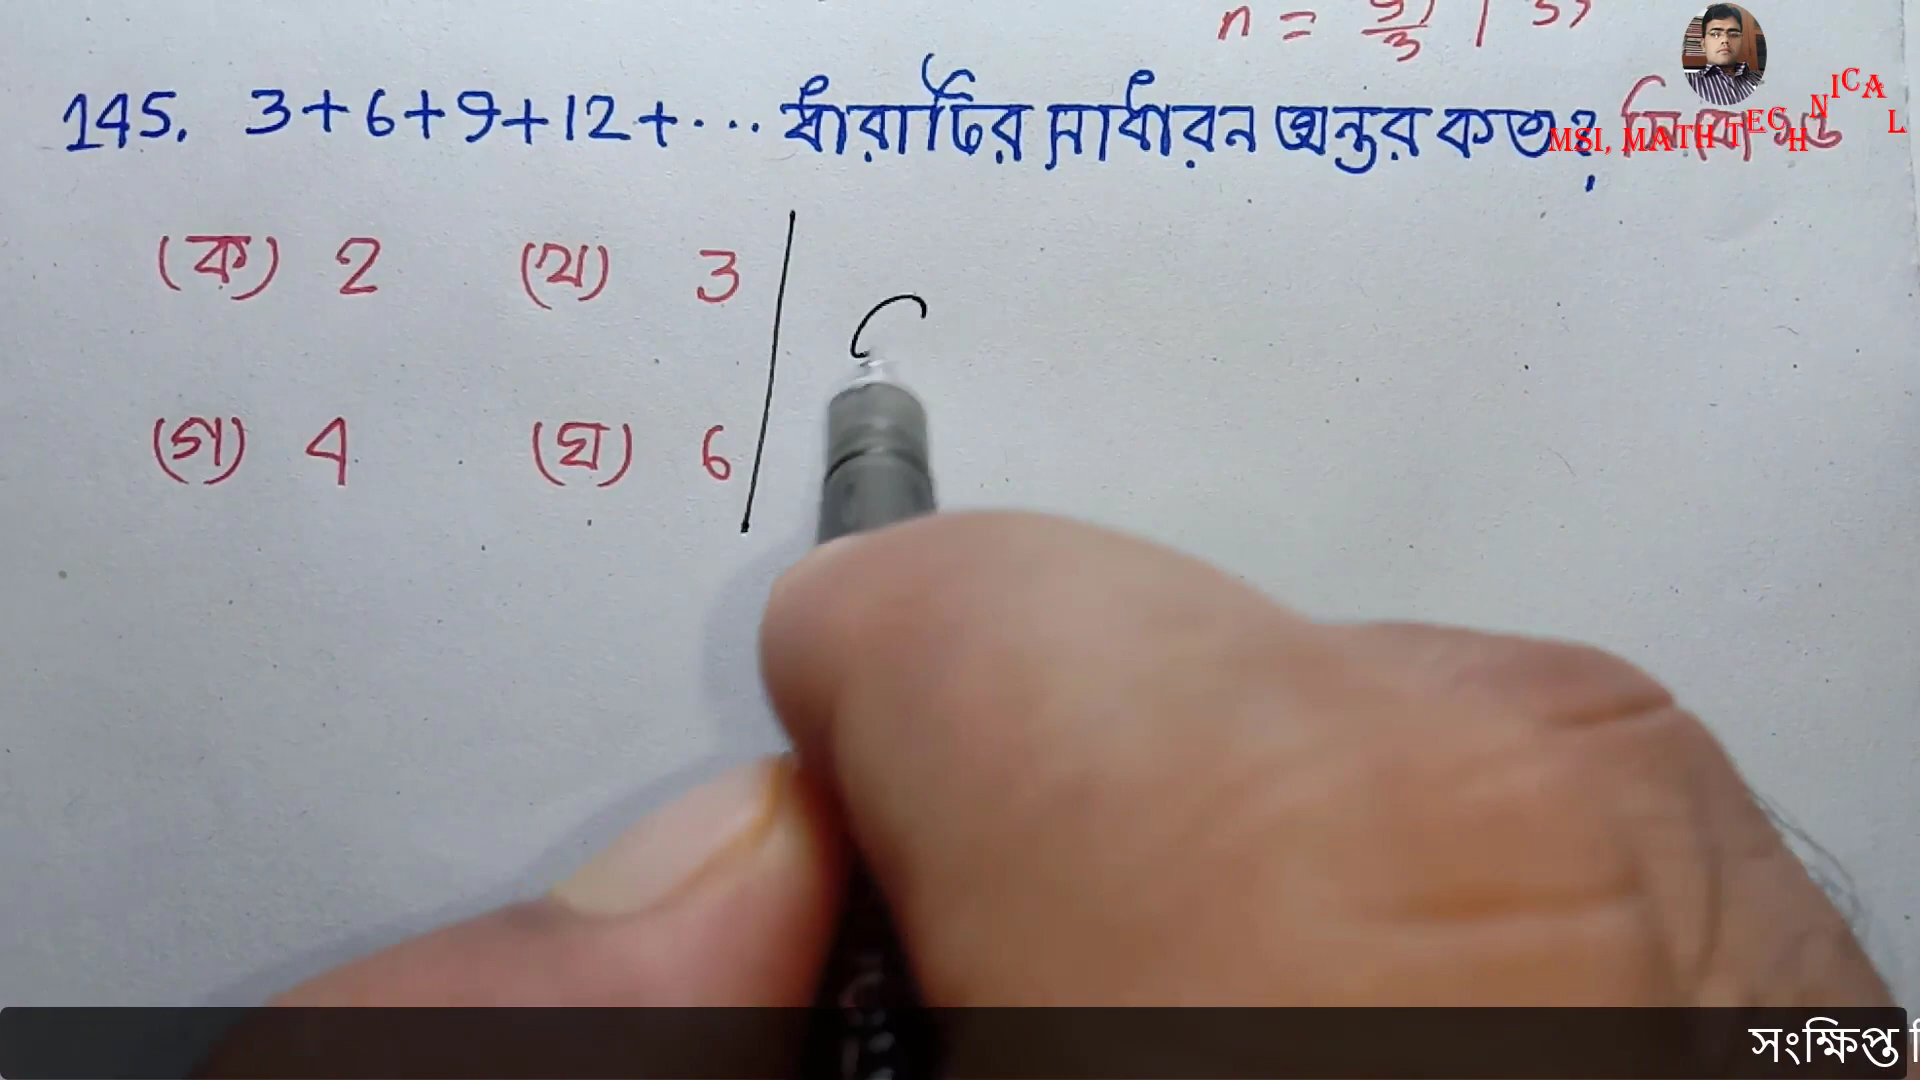 n =
145. 3+6+9+12+... ধারাটির সাধারন অন্তর কত?
MSI, MATH TECHNICAL
(ক) 2 (খ) 3
(গ) 4 (ঘ) 6
সংক্ষিপ্ত